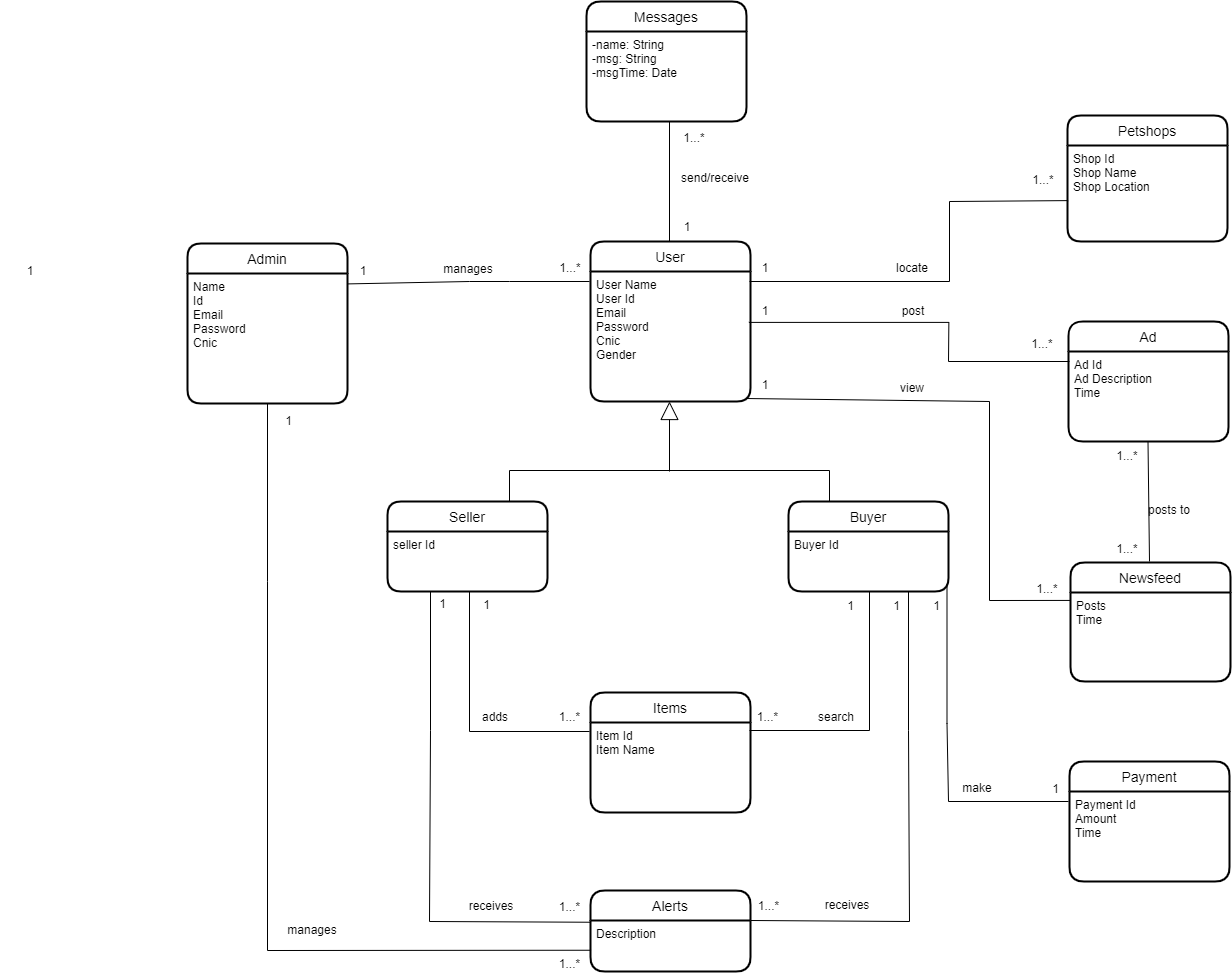 Messages
-name: String
-msg: String
-msgTime: Date
1...*
send/receive
1
Petshops
Shop Id
Shop Name
Shop Location
1...*
1
Admin
Name
Id
Email
Password
Cnic
1
manages
1...*
User
User Name
User Id
Email
Password
Cnic
Gender
1
locate
1
post
1...*
1
view
Ad
Ad Id
Ad Description
Time
1
1...*
posts to
1...*
Seller
seller Id
Buyer
Buyer Id
Newsfeed
Posts
Time
1...*
1
1
1
1
1
adds
1...*
Items
Item Id
Item Name
1...*
search
make
1
Payment
Payment Id
Amount
Time
receives
1...*
Alerts
Description
1...*
receives
manages
1...*